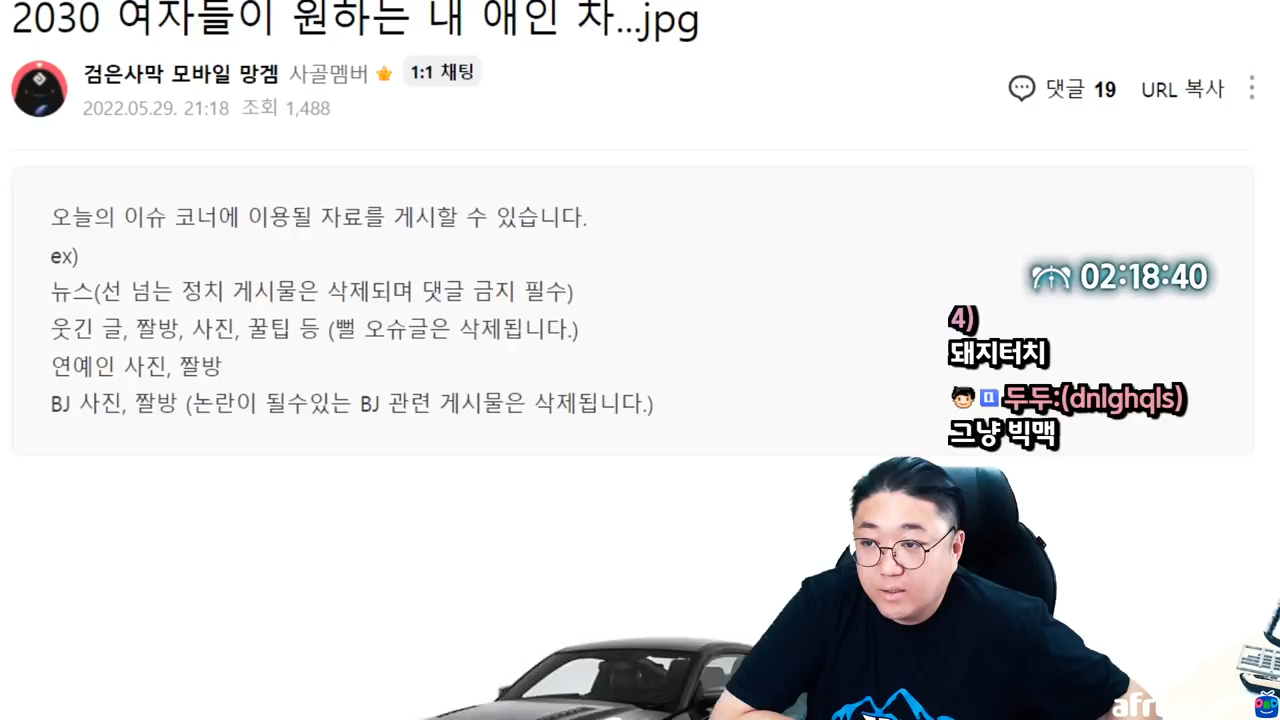 2030 여자들이 원하는 내 애인 차...jpg
검은사막 모바일 망겜 사골멤버 1:1 채팅
2022.05.29. 21:18 조회 1,488
댓글 19 URL 복사
오늘의 이슈 코너에 이용될 자료를 게시할 수 있습니다.
ex)
뉴스(선 넘는 정치 게시물은 삭제되며 댓글 금지 필수)
웃긴 글, 짤방, 사진, 꿀팁 등 (뻘 오슈글은 삭제됩니다.)
연예인 사진, 짤방
BJ 사진, 짤방 (논란이 될수있는 BJ 관련 게시물은 삭제됩니다.)
02:18:40
4)
돼지터치
두두:(dnlghqls)
그냥 빅맥